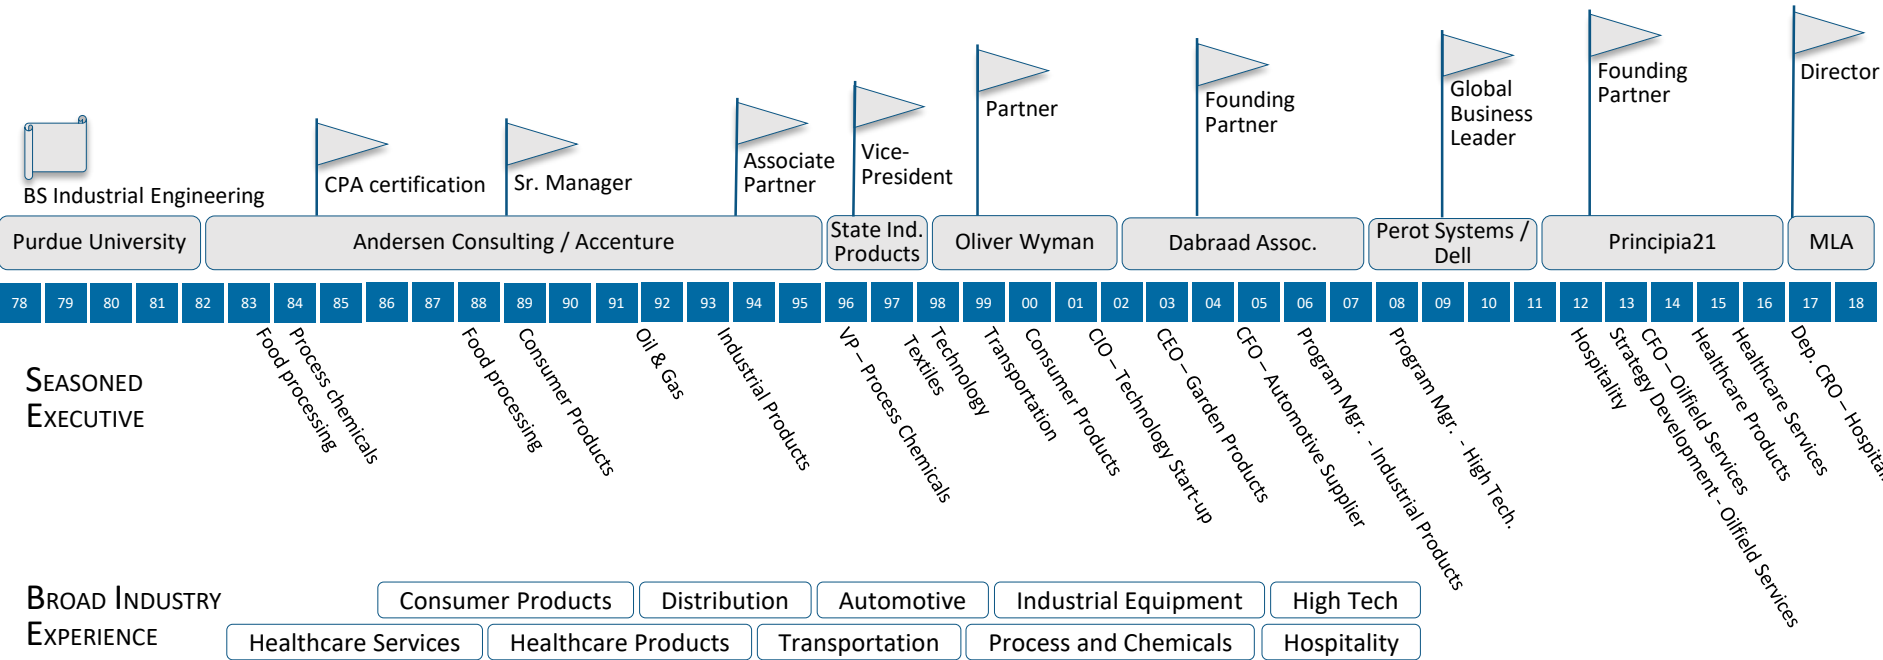 BS Industrial Engineering
CPA certification
Sr. Manager
Associate
Partner
Vice-
President
Partner
Founding
Partner
Global
Business
Leader
Founding
Partner
Director
Purdue University
Andersen Consulting / Accenture
State Ind.
Products
Oliver Wyman
Dabraad Assoc.
Perot Systems /
Dell
Principia21
MLA
78 79 80 81 82 83 84 85 86 87 88 89 90 91 92 93 94 95 96 97 98 99 00 01 02 03 04 05 06 07 08 09 10 11 12 13 14 15 16 17 18
SEASONED
EXECUTIVE
Food processing
Process chemicals
Food processing
Consumer Products
Oil & Gas
Industrial Products
VP – Process Chemicals
Textiles
Technology
Transportation
Consumer Products
CIO – Technology Start-up
CEO – Garden Products
CFO – Automotive Supplier
Program Mgr. - Industrial Products
Program Mgr. - High Tech.
Hospitality
Strategy Development - Oilfield Services
CFO – Oilfield Services
Healthcare Products
Healthcare Services
Dep. CRO – Hospital
BROAD INDUSTRY
EXPERIENCE
Consumer Products
Distribution
Automotive
Industrial Equipment
High Tech
Healthcare Services
Healthcare Products
Transportation
Process and Chemicals
Hospitality